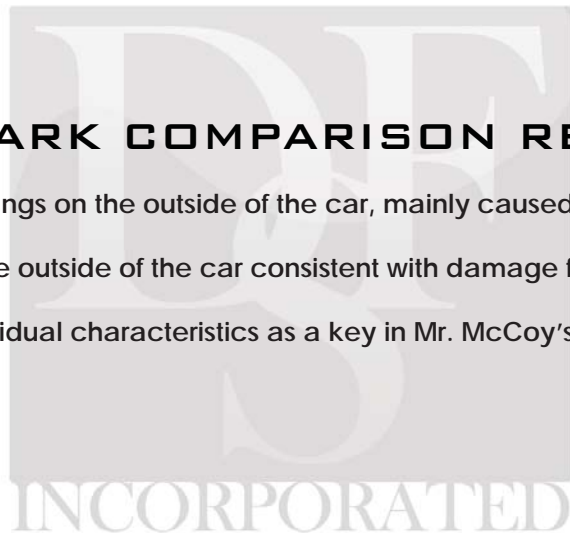 DSF
ARK COMPARISON RE
ngs on the outside of the car, mainly caused
e outside of the car consistent with damage f
idual characteristics as a key in Mr. McCoy's
INCORPORATED